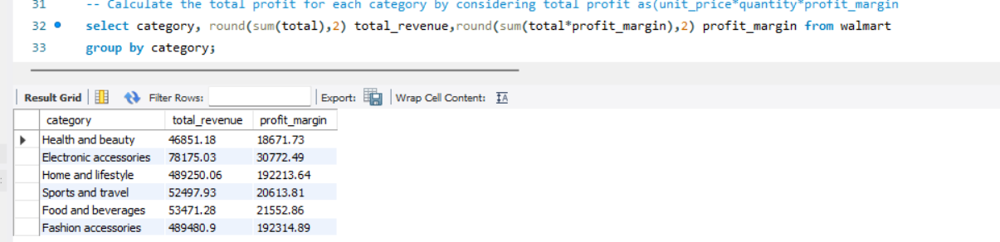 31 -- Calculate the total profit for each category by considering total profit as(unit_price*quantity*profit_margin
32 select category, round(sum(total),2) total_revenue,round(sum(total*profit_margin),2) profit_margin from walmart
33 group by category;
Result Grid Filter Rows: Export: Wrap Cell Content: IA
category total_revenue profit_margin
Health and beauty 46851.18 18671.73
Electronic accessories 78175.03 30772.49
Home and lifestyle 489250.06 192213.64
Sports and travel 52497.93 20613.81
Food and beverages 53471.28 21552.86
Fashion accessories 489480.9 192314.89